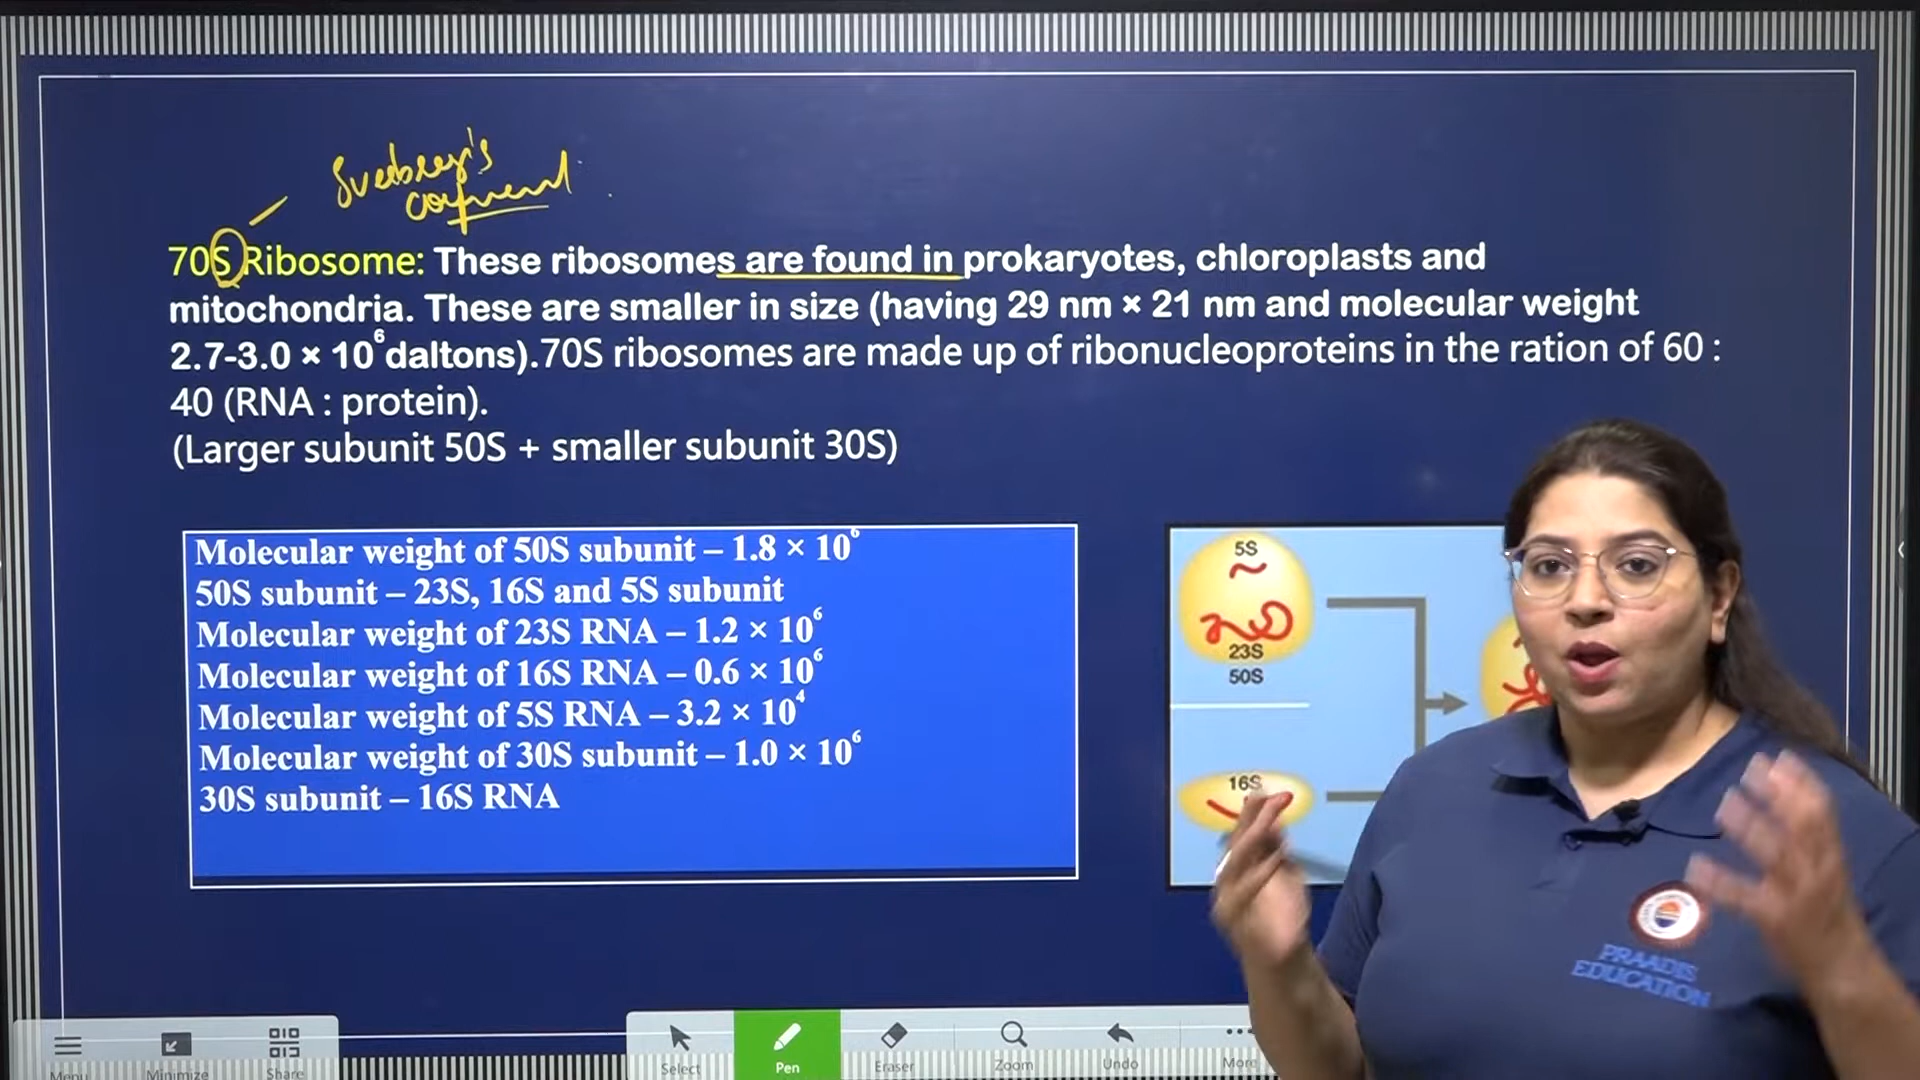 Svedberg's
70S Ribosome: These ribosomes are found in prokaryotes, chloroplasts and
mitochondria. These are smaller in size (having 29 nm × 21 nm and molecular weight
2.7-3.0 × 10⁶ daltons).70S ribosomes are made up of ribonucleoproteins in the ration of 60 :
40 (RNA : protein).
(Larger subunit 50S + smaller subunit 30S)
Molecular weight of 50S subunit – 1.8 × 10⁶
50S subunit – 23S, 16S and 5S subunit
Molecular weight of 23S RNA – 1.2 × 10⁶
Molecular weight of 16S RNA – 0.6 × 10⁶
Molecular weight of 5S RNA – 3.2 × 10⁴
Molecular weight of 30S subunit – 1.0 × 10⁶
30S subunit – 16S RNA
5S
23S
50S
16S
PRAADIS
EDUCATION
Menu
Minimize
Share
Select
Pen
Eraser
Zoom
Undo
More